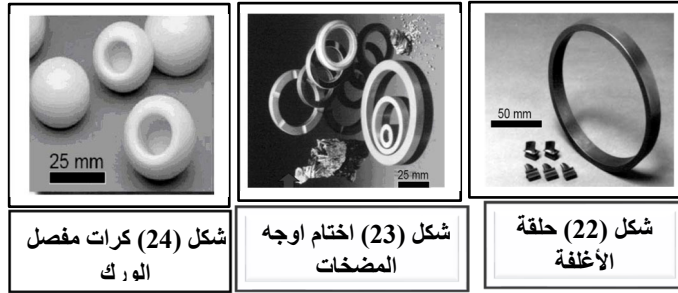 50 mm
25 mm
25 mm
شكل (22) حلقة
الأغلفة
شكل (23) اختام اوجه
المضخات
شكل (24) كرات مفصل
الورك